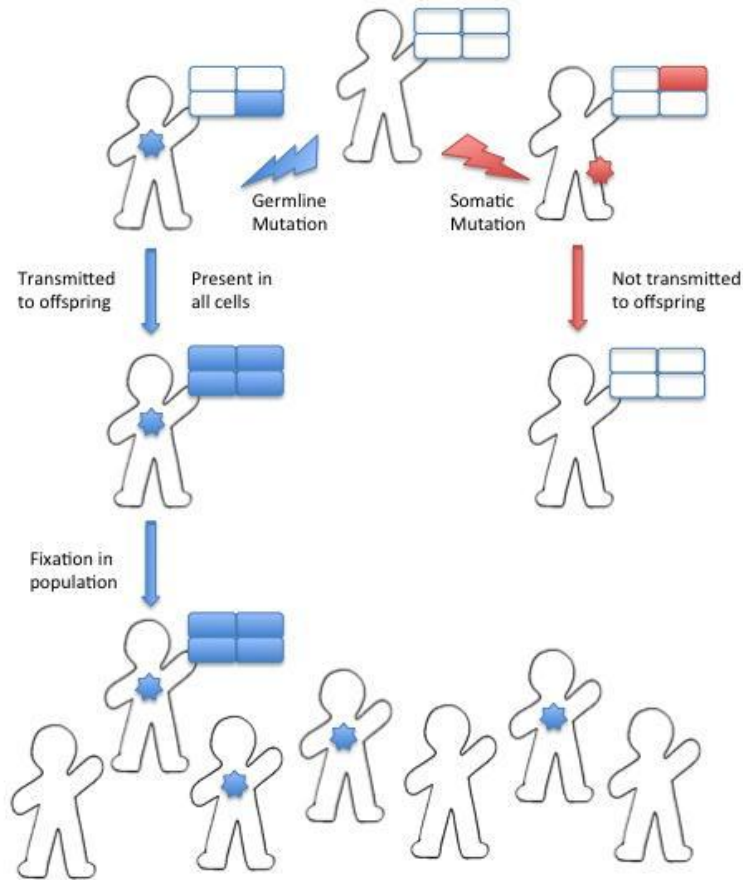 Germline
Mutation
Somatic
Mutation
Transmitted
to offspring
Present in
all cells
Not transmitted
to offspring
Fixation in
population